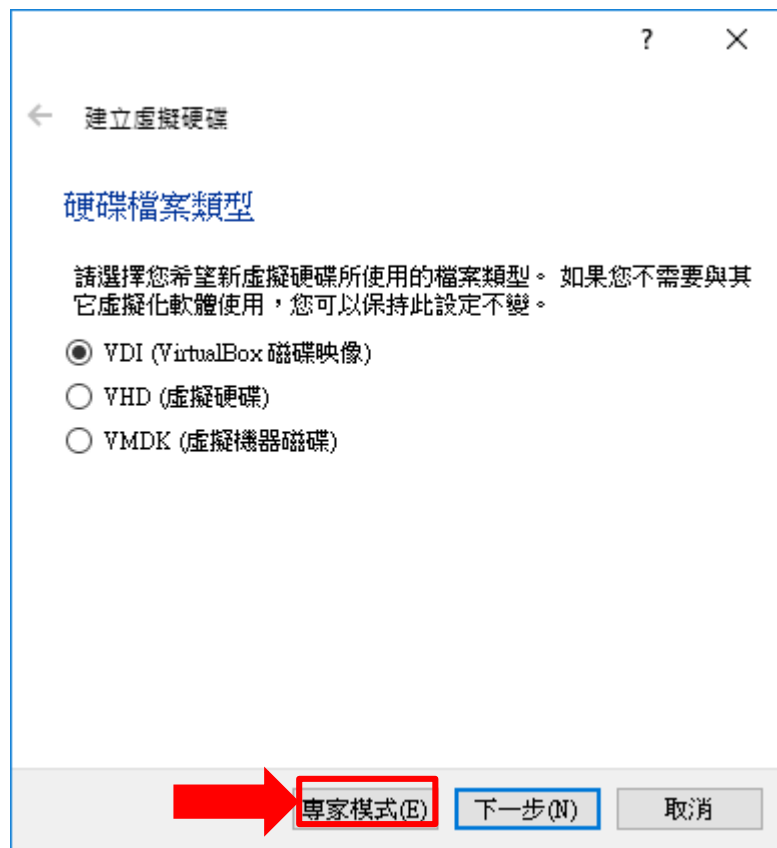 ?
建立虛擬硬碟
硬碟檔案類型
請選擇您希望新虛擬硬碟所使用的檔案類型。 如果您不需要與其
它虛擬化軟體使用，您可以保持此設定不變。
VDI (VirtualBox 磁碟映像)
VHD (虛擬硬碟)
VMDK (虛擬機器磁碟)
專家模式(E) 下一步(N) 取消